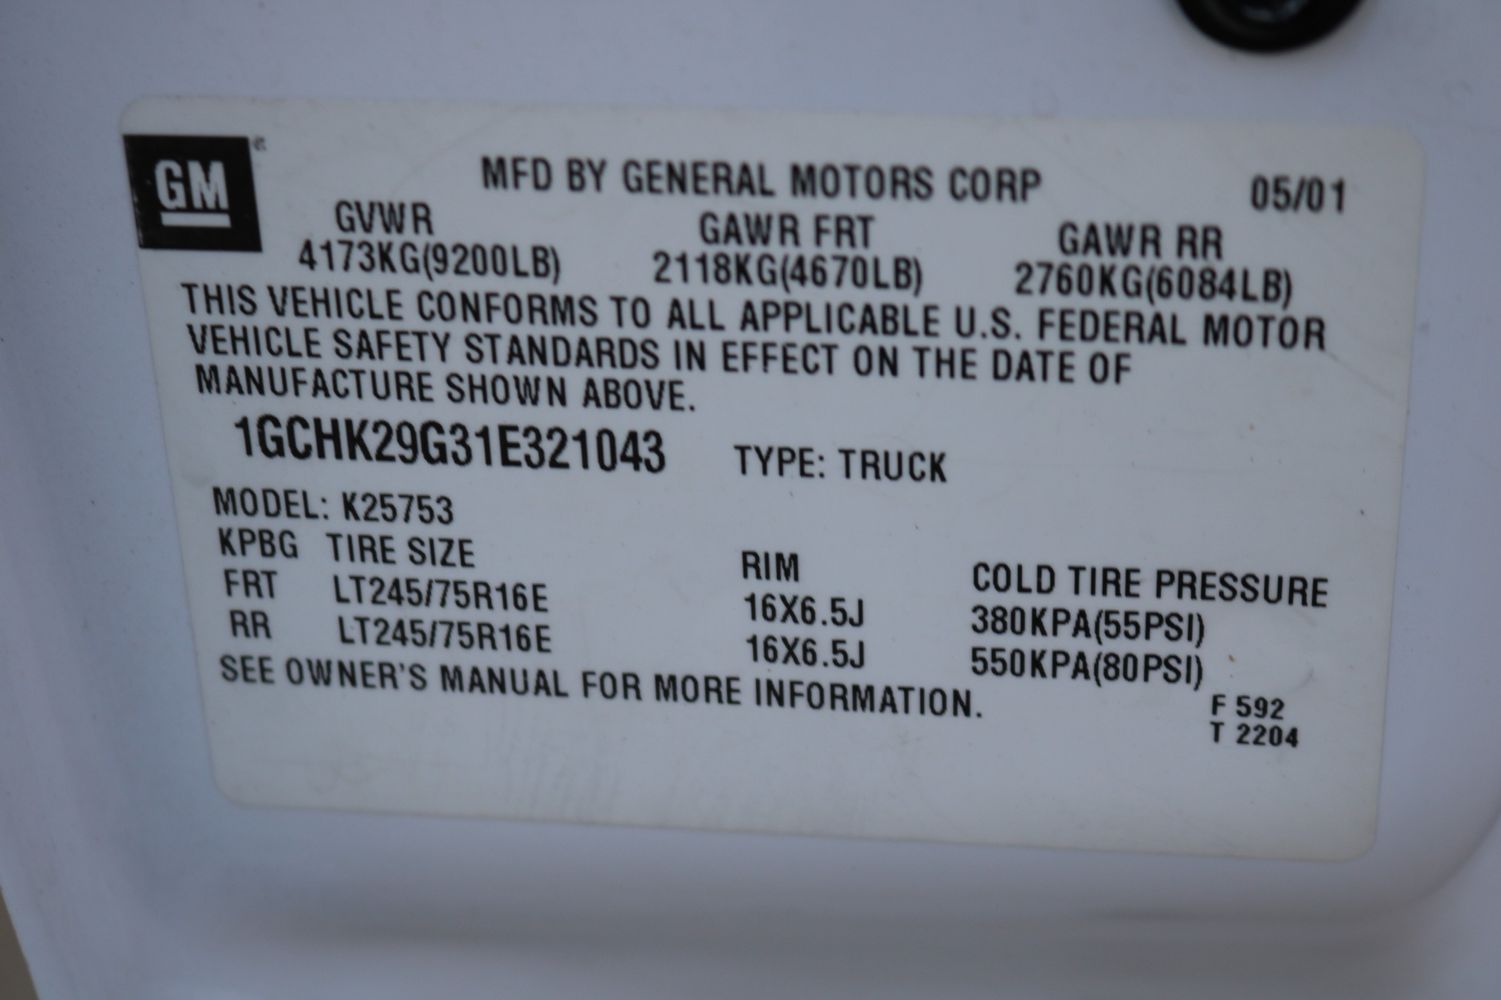 GM
MFD BY GENERAL MOTORS CORP 05/01
GVWR GAWR FRT GAWR RR
4173KG(9200LB) 2118KG(4670LB) 2760KG(6084LB)
THIS VEHICLE CONFORMS TO ALL APPLICABLE U.S. FEDERAL MOTOR
VEHICLE SAFETY STANDARDS IN EFFECT ON THE DATE OF
MANUFACTURE SHOWN ABOVE.
1GCHK29G31E321043 TYPE: TRUCK
MODEL: K25753
KPBG TIRE SIZE RIM COLD TIRE PRESSURE
FRT LT245/75R16E 16X6.5J 380KPA(55PSI)
RR LT245/75R16E 16X6.5J 550KPA(80PSI)
SEE OWNER'S MANUAL FOR MORE INFORMATION.
F 592
T 2204